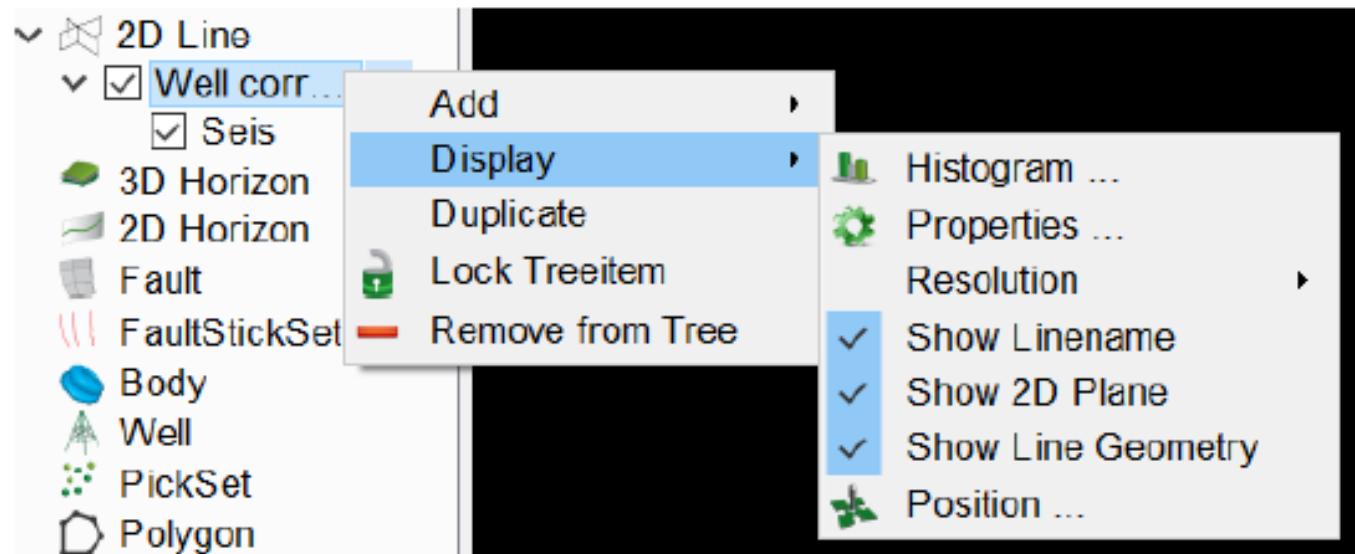 2D Line
Well corr...
Seis
3D Horizon
2D Horizon
Fault
FaultStickSet
Body
Well
PickSet
Polygon
Add
Display
Duplicate
Lock Treeitem
Remove from Tree
Histogram ...
Properties ...
Resolution
Show Linename
Show 2D Plane
Show Line Geometry
Position ...